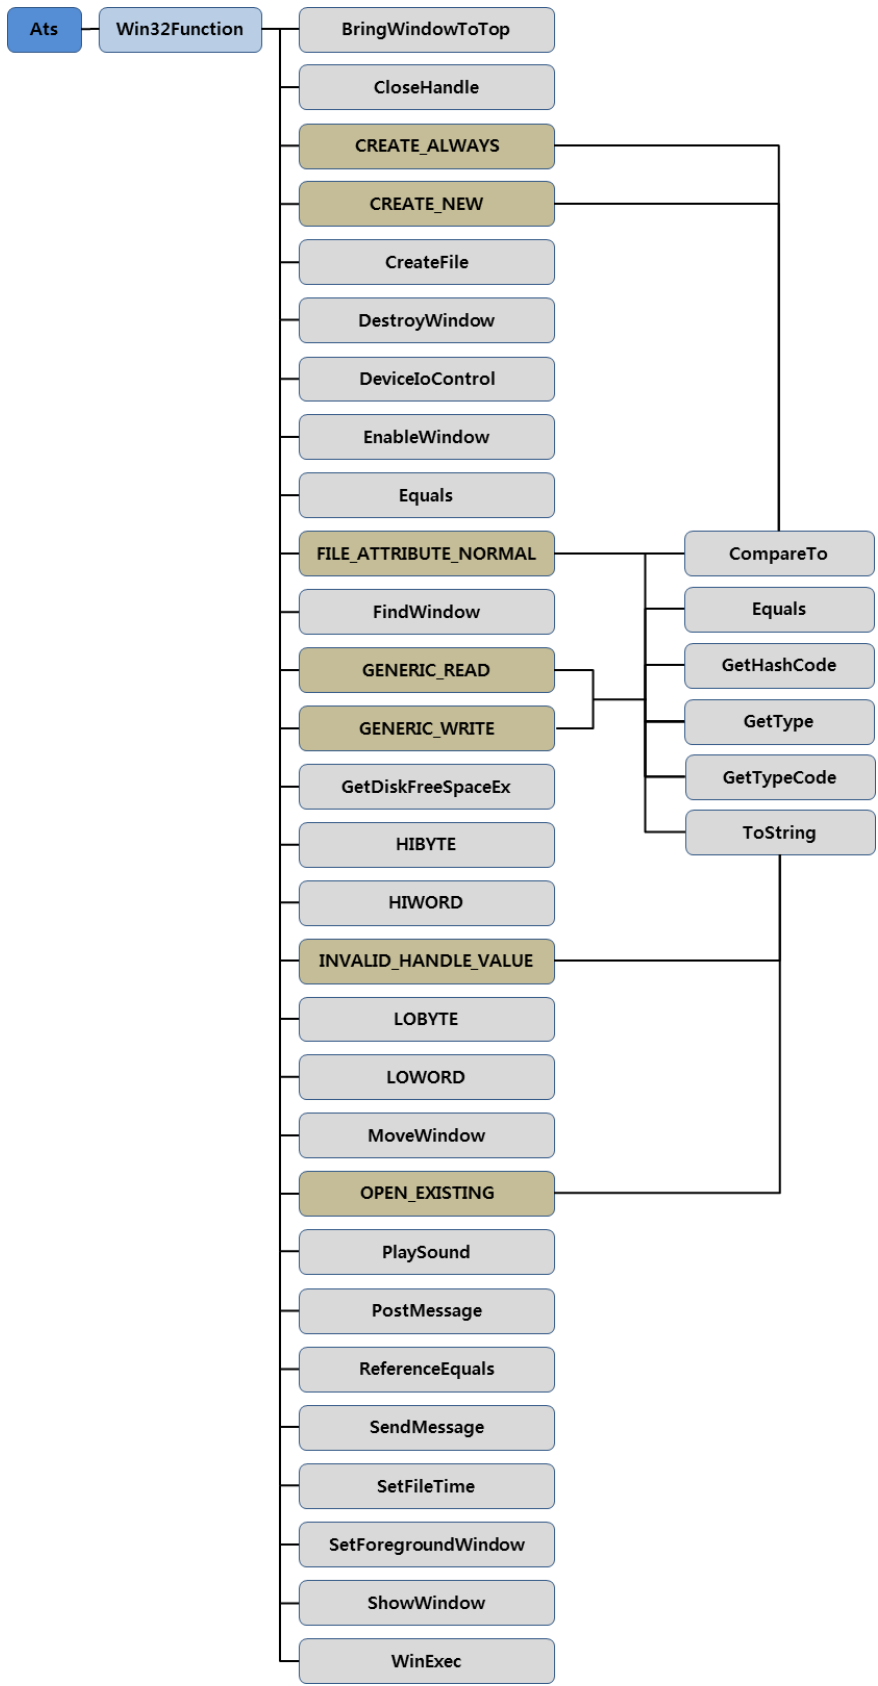 Ats
Win32Function
BringWindowToTop
CloseHandle
CREATE_ALWAYS
CREATE_NEW
CreateFile
DestroyWindow
DeviceIoControl
EnableWindow
Equals
FILE_ATTRIBUTE_NORMAL
FindWindow
GENERIC_READ
GENERIC_WRITE
GetDiskFreeSpaceEx
HIBYTE
HIWORD
INVALID_HANDLE_VALUE
LOBYTE
LOWORD
MoveWindow
OPEN_EXISTING
PlaySound
PostMessage
ReferenceEquals
SendMessage
SetFileTime
SetForegroundWindow
ShowWindow
WinExec
CompareTo
Equals
GetHashCode
GetType
GetTypeCode
ToString